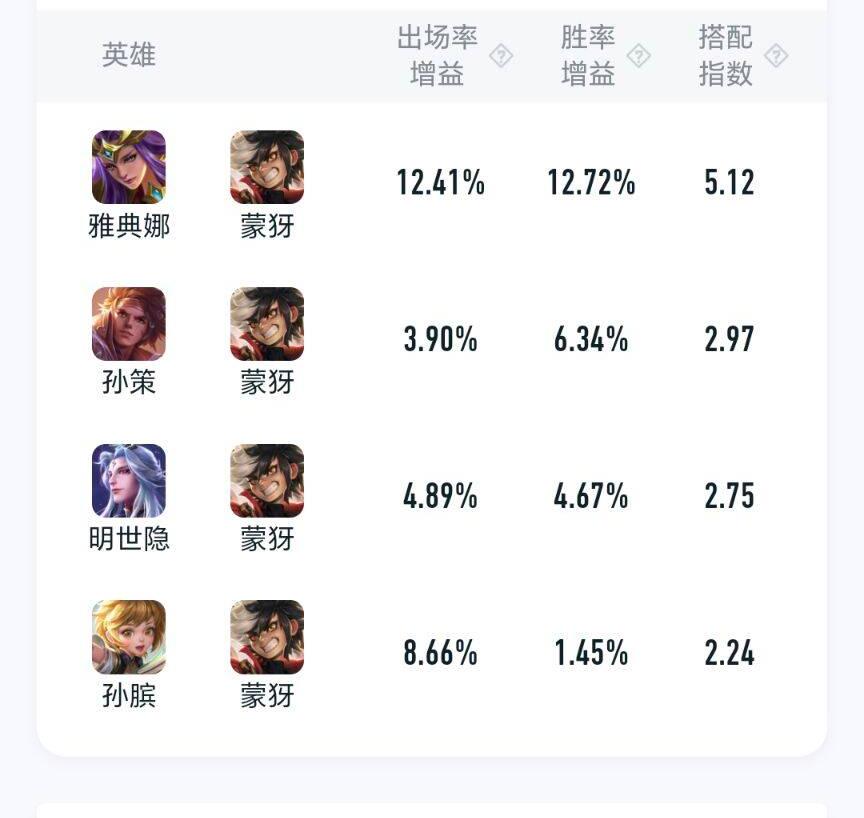 英雄
出场率
增益
胜率
增益
搭配
指数
雅典娜 蒙犽 12.41% 12.72% 5.12
孙策 蒙犽 3.90% 6.34% 2.97
明世隐 蒙犽 4.89% 4.67% 2.75
孙膑 蒙犽 8.66% 1.45% 2.24